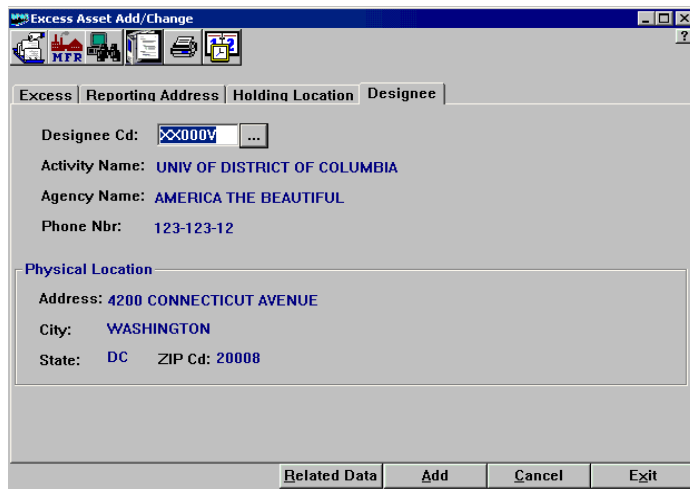 Excess Asset Add/Change
?
MFR
1 2
Excess Reporting Address Holding Location Designee
Designee Cd: XX000V ...
Activity Name: UNIV OF DISTRICT OF COLUMBIA
Agency Name: AMERICA THE BEAUTIFUL
Phone Nbr: 123-123-12
Physical Location
Address: 4200 CONNECTICUT AVENUE
City: WASHINGTON
State: DC ZIP Cd: 20008
Related Data Add Cancel Exit